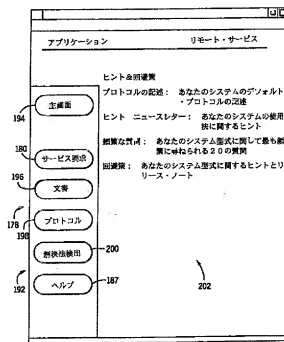 アプリケーション
リモート・サービス
ヒント&回避策
主画面
プロトコルの記述: あなたのシステムのデフォルト
・プロトコルの記述
194
ヒント ニュースレター: あなたのシステムの使用
法に関するヒント
180
サービス要求
頻繁な質問: あなたのシステム型式に関して最も頻
繁に尋ねられる20の質問
196
文書
回避策: あなたのシステム型式に関するヒントとリ
リース・ノート
178
プロトコル
198
解決法検出
200
192
ヘルプ
187
202